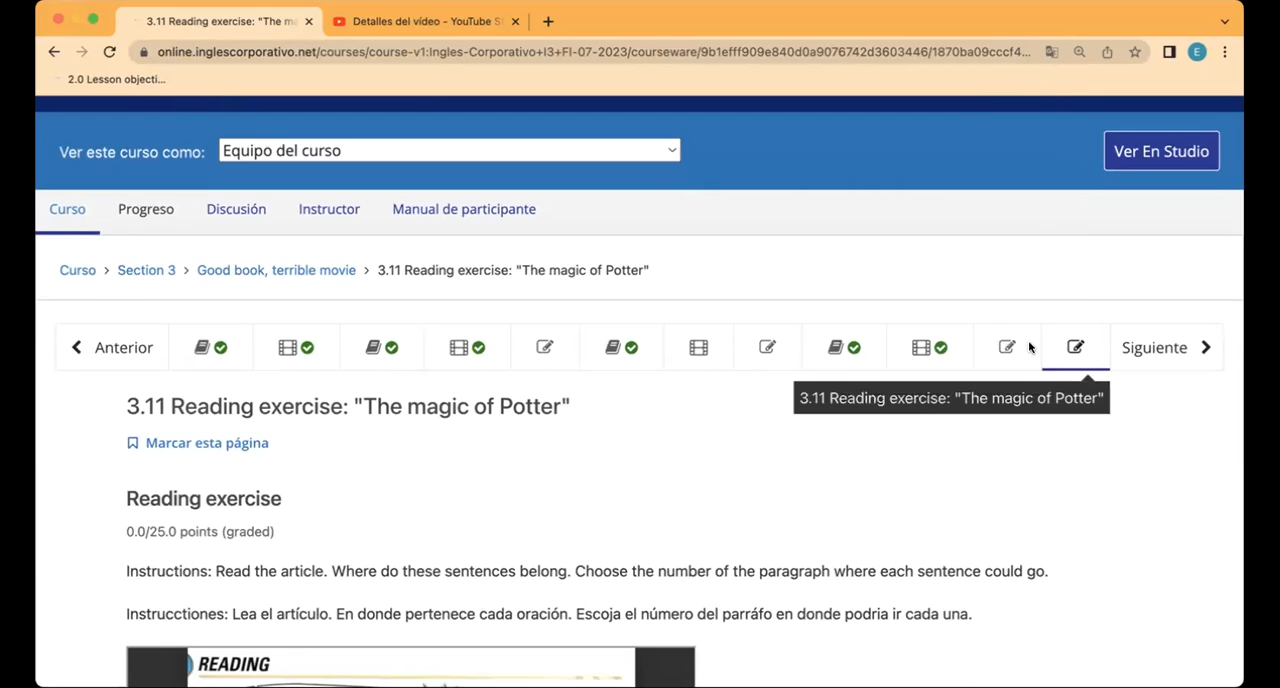 3.11 Reading exercise: "The m
Detalles del vídeo - YouTube S
online.inglescorporativo.net/courses/course-v1:Ingles-Corporativo+I3+FI-07-2023/courseware/9b1efff909e840d0a9076742d3603446/1870ba09cccf4...
E
2.0 Lesson objecti...
Ver este curso como:
Equipo del curso
Ver En Studio
Curso
Progreso
Discusión
Instructor
Manual de participante
Curso > Section 3 > Good book, terrible movie > 3.11 Reading exercise: "The magic of Potter"
Anterior
Siguiente
3.11 Reading exercise: "The magic of Potter"
3.11 Reading exercise: "The magic of Potter"
Marcar esta página
Reading exercise
0.0/25.0 points (graded)
Instructions: Read the article. Where do these sentences belong. Choose the number of the paragraph where each sentence could go.
Instrucctiones: Lea el artículo. En donde pertenece cada oración. Escoja el número del parráfo en donde podria ir cada una.
READING